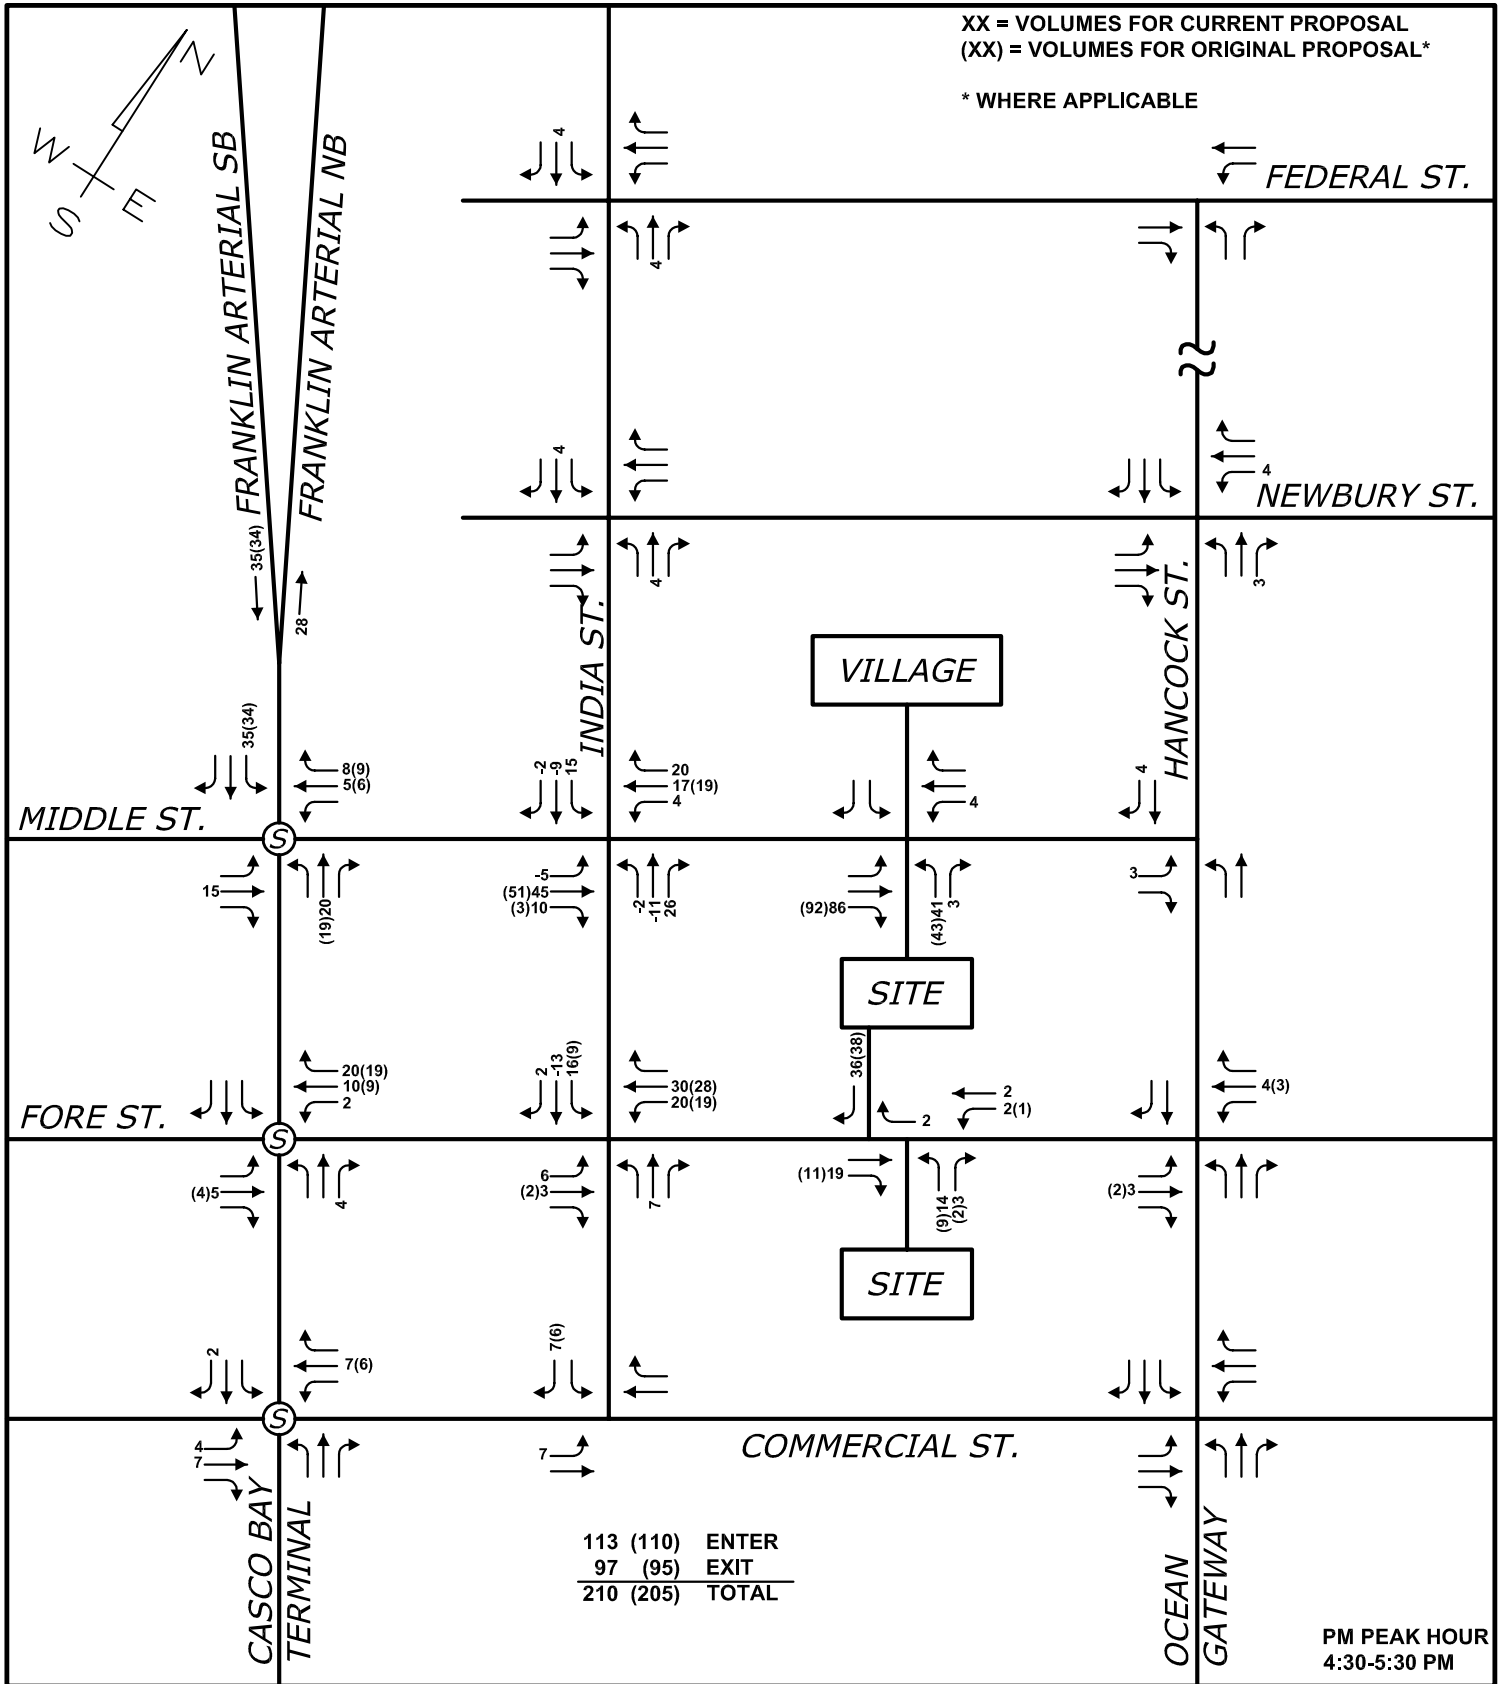 XX = VOLUMES FOR CURRENT PROPOSAL
(XX) = VOLUMES FOR ORIGINAL PROPOSAL*
* WHERE APPLICABLE
N
W
E
S
FRANKLIN ARTERIAL SB
FRANKLIN ARTERIAL NB
4
FEDERAL ST.
4
4
4
NEWBURY ST.
35(34)
28
4
3
INDIA ST.
HANCOCK ST.
VILLAGE
35(34)
8(9)
5(6)
-2
-9
15
20
17(19)
4
4
4
MIDDLE ST.
S
15
(19)20
-5
(51)45
(3)10
-2
-11
26
(92)86
(43)41
3
3
SITE
20(19)
10(9)
2
2
-13
16(9)
30(28)
20(19)
36(38)
2
2
2(1)
4(3)
FORE ST.
S
(4)5
4
6
(2)3
7
(11)19
(9)14
(2)3
(2)3
SITE
2
7(6)
7(6)
S
4
7
7
COMMERCIAL ST.
CASCO BAY
TERMINAL
113 (110) ENTER
97 (95) EXIT
210 (205) TOTAL
OCEAN
GATEWAY
PM PEAK HOUR
4:30-5:30 PM